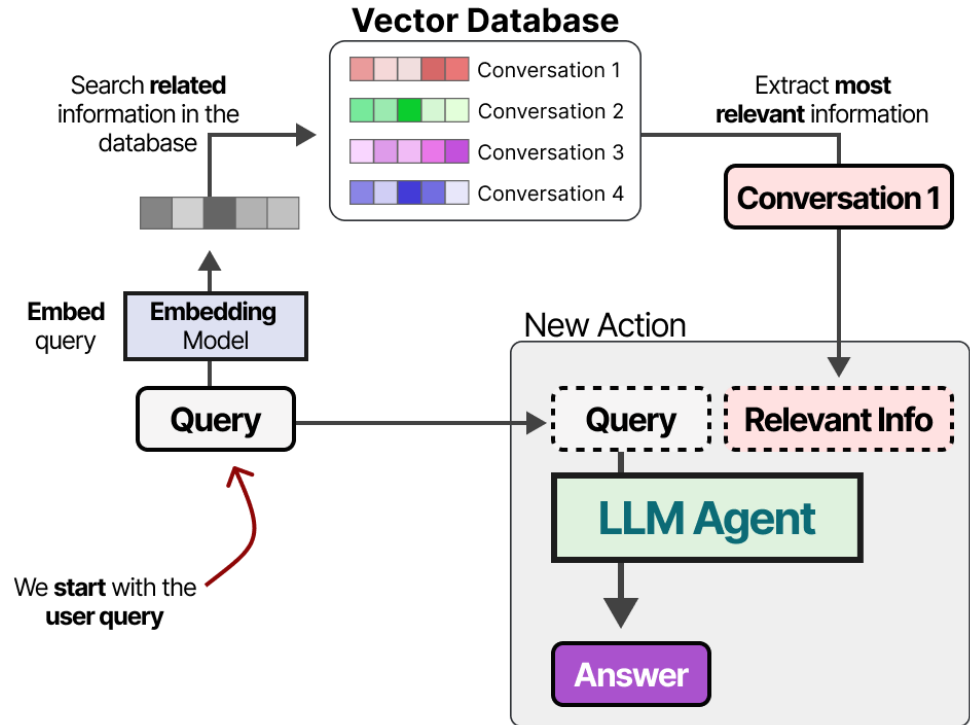 Vector Database
Search related
information in the
database
Conversation 1
Conversation 2
Conversation 3
Conversation 4
Extract most
relevant information
Conversation 1
Embed
query
Embedding
Model
Query
New Action
Query
Relevant Info
LLM Agent
Answer
We start with the
user query